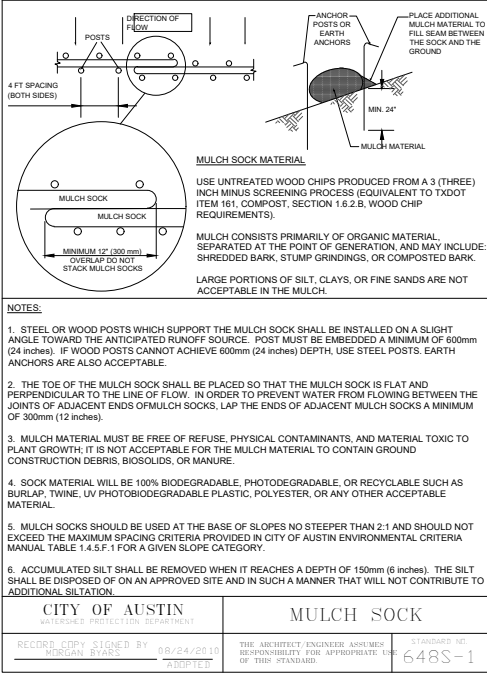 DIRECTION OF
FLOW
POSTS
4 FT SPACING
(BOTH SIDES)
ANCHOR
POSTS OR
EARTH
ANCHORS
PLACE ADDITIONAL
MULCH MATERIAL TO
FILL SEAM BETWEEN
THE SOCK AND THE
GROUND
MIN. 24"
MULCH MATERIAL
MULCH SOCK
MULCH SOCK
MINIMUM 12" (300 mm)
OVERLAP DO NOT
STACK MULCH SOCKS
MULCH SOCK MATERIAL
USE UNTREATED WOOD CHIPS PRODUCED FROM A 3 (THREE)
INCH MINUS SCREENING PROCESS (EQUIVALENT TO TXDOT
ITEM 161, COMPOST, SECTION 1.6.2.B, WOOD CHIP
REQUIREMENTS).
MULCH CONSISTS PRIMARILY OF ORGANIC MATERIAL,
SEPARATED AT THE POINT OF GENERATION, AND MAY INCLUDE:
SHREDDED BARK, STUMP GRINDINGS, OR COMPOSTED BARK.
LARGE PORTIONS OF SILT, CLAYS, OR FINE SANDS ARE NOT
ACCEPTABLE IN THE MULCH.
NOTES:
1. STEEL OR WOOD POSTS WHICH SUPPORT THE MULCH SOCK SHALL BE INSTALLED ON A SLIGHT
ANGLE TOWARD THE ANTICIPATED RUNOFF SOURCE. POST MUST BE EMBEDDED A MINIMUM OF 600mm
(24 inches). IF WOOD POSTS CANNOT ACHIEVE 600mm (24 inches) DEPTH, USE STEEL POSTS. EARTH
ANCHORS ARE ALSO ACCEPTABLE.
2. THE TOE OF THE MULCH SOCK SHALL BE PLACED SO THAT THE MULCH SOCK IS FLAT AND
PERPENDICULAR TO THE LINE OF FLOW. IN ORDER TO PREVENT WATER FROM FLOWING BETWEEN THE
JOINTS OF ADJACENT ENDS OFMULCH SOCKS, LAP THE ENDS OF ADJACENT MULCH SOCKS A MINIMUM
OF 300mm (12 inches).
3. MULCH MATERIAL MUST BE FREE OF REFUSE, PHYSICAL CONTAMINANTS, AND MATERIAL TOXIC TO
PLANT GROWTH; IT IS NOT ACCEPTABLE FOR THE MULCH MATERIAL TO CONTAIN GROUND
CONSTRUCTION DEBRIS, BIOSOLIDS, OR MANURE.
4. SOCK MATERIAL WILL BE 100% BIODEGRADABLE, PHOTODEGRADABLE, OR RECYCLABLE SUCH AS
BURLAP, TWINE, UV PHOTOBIODEGRADABLE PLASTIC, POLYESTER, OR ANY OTHER ACCEPTABLE
MATERIAL.
5. MULCH SOCKS SHOULD BE USED AT THE BASE OF SLOPES NO STEEPER THAN 2:1 AND SHOULD NOT
EXCEED THE MAXIMUM SPACING CRITERIA PROVIDED IN CITY OF AUSTIN ENVIRONMENTAL CRITERIA
MANUAL TABLE 1.4.5.F.1 FOR A GIVEN SLOPE CATEGORY.
6. ACCUMULATED SILT SHALL BE REMOVED WHEN IT REACHES A DEPTH OF 150mm (6 inches). THE SILT
SHALL BE DISPOSED OF ON AN APPROVED SITE AND IN SUCH A MANNER THAT WILL NOT CONTRIBUTE TO
ADDITIONAL SILTATION.
CITY OF AUSTIN
WATERSHED PROTECTION DEPARTMENT
MULCH SOCK
RECORD COPY SIGNED BY
MORGAN BYARS
08/24/2010
ADOPTED
THE ARCHITECT/ENGINEER ASSUMES
RESPONSIBILITY FOR APPROPRIATE USE
OF THIS STANDARD.
STANDARD NO.
648S-1